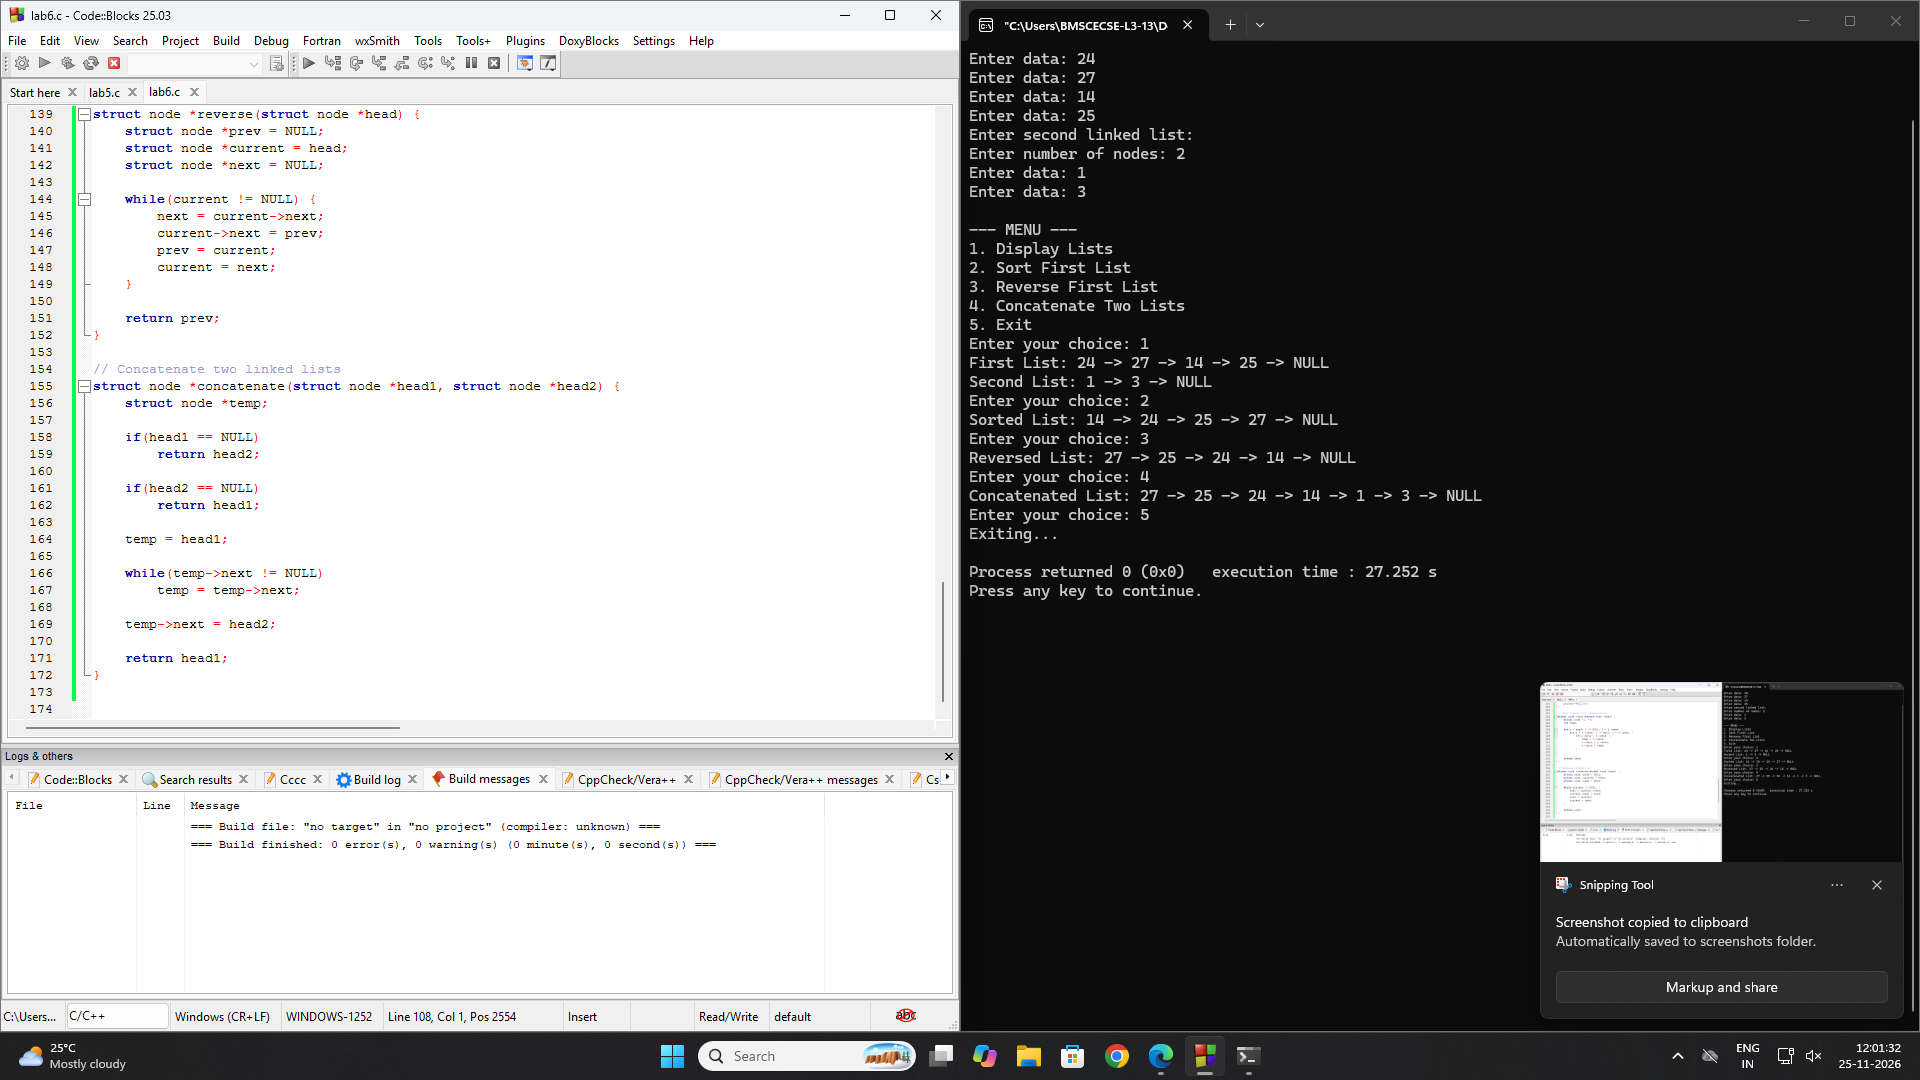 lab6.c - Code::Blocks 25.03
File Edit View Search Project Build Debug Fortran wxSmith Tools Tools+ Plugins DoxyBlocks Settings Help
Start here
lab5.c
lab6.c
139 struct node *reverse(struct node *head) {
140 struct node *prev = NULL;
141 struct node *current = head;
142 struct node *next = NULL;
143
144 while(current != NULL) {
145 next = current->next;
146 current->next = prev;
147 prev = current;
148 current = next;
149 }
150
151 return prev;
152 }
153
154 // Concatenate two linked lists
155 struct node *concatenate(struct node *head1, struct node *head2) {
156 struct node *temp;
157
158 if(head1 == NULL)
159 return head2;
160
161 if(head2 == NULL)
162 return head1;
163
164 temp = head1;
165
166 while(temp->next != NULL)
167 temp = temp->next;
168
169 temp->next = head2;
170
171 return head1;
172 }
173
174
Logs & others
Code::Blocks Search results Cccc Build log Build messages CppCheck/Vera++ CppCheck/Vera++ messages Cs
File Line Message
=== Build file: "no target" in "no project" (compiler: unknown) ===
=== Build finished: 0 error(s), 0 warning(s) (0 minute(s), 0 second(s)) ===
C:\Users... C/C++ Windows (CR+LF) WINDOWS-1252 Line 108, Col 1, Pos 2554 Insert Read/Write default abc
"C:\Users\BMSCECSE-L3-13\D
Enter data: 24
Enter data: 27
Enter data: 14
Enter data: 25
Enter second linked list:
Enter number of nodes: 2
Enter data: 1
Enter data: 3
--- MENU ---
1. Display Lists
2. Sort First List
3. Reverse First List
4. Concatenate Two Lists
5. Exit
Enter your choice: 1
First List: 24 -> 27 -> 14 -> 25 -> NULL
Second List: 1 -> 3 -> NULL
Enter your choice: 2
Sorted List: 14 -> 24 -> 25 -> 27 -> NULL
Enter your choice: 3
Reversed List: 27 -> 25 -> 24 -> 14 -> NULL
Enter your choice: 4
Concatenated List: 27 -> 25 -> 24 -> 14 -> 1 -> 3 -> NULL
Enter your choice: 5
Exiting...
Process returned 0 (0x0) execution time : 27.252 s
Press any key to continue.
Snipping Tool
Screenshot copied to clipboard
Automatically saved to screenshots folder.
Markup and share
25°C
Mostly cloudy
Search
ENG
IN
12:01:32
25-11-2026